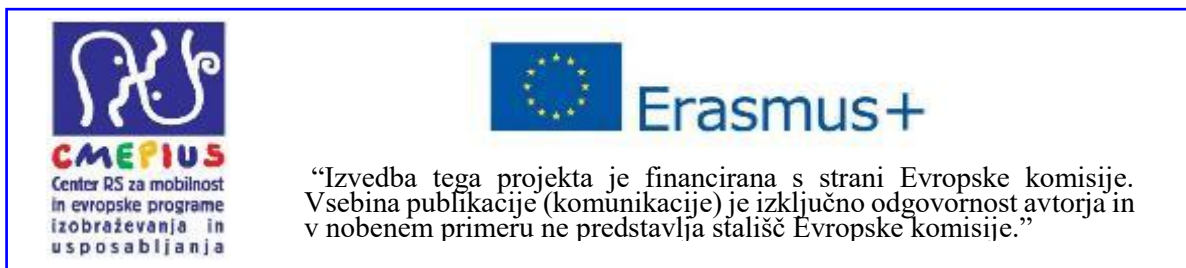 CMEPIUS
Center RS za mobilnost
in evropske programe
izobraževanja in
usposabljanja
Erasmus+
“Izvedba tega projekta je financirana s strani Evropske komisije.
Vsebina publikacije (komunikacije) je izključno odgovornost avtorja in
v nobenem primeru ne predstavlja stališč Evropske komisije.”